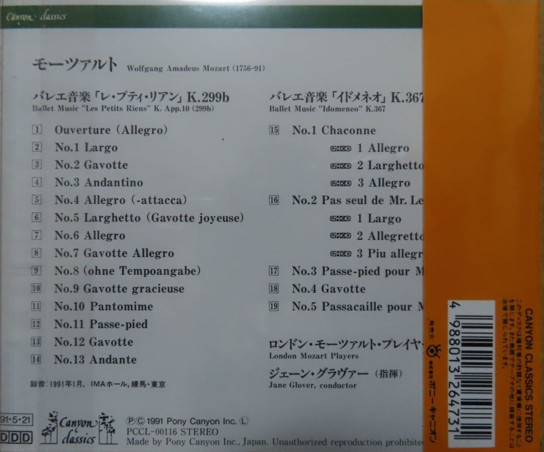 Canyon classics
モーツァルト Wolfgang Amadeus Mozart (1756-91)
バレエ音楽「レ・プティ・リアン」K.299b
Ballet Music "Les Petits Riens" K. App.10 (299b)
1 Ouverture (Allegro)
2 No.1 Largo
3 No.2 Gavotte
4 No.3 Andantino
5 No.4 Allegro (-attacca)
6 No.5 Larghetto (Gavotte joyeuse)
7 No.6 Allegro
8 No.7 Gavotte Allegro
9 No.8 (ohne Tempoangabe)
10 No.9 Gavotte gracieuse
11 No.10 Pantomime
12 No.11 Passe-pied
13 No.12 Gavotte
14 No.13 Andante
録音:1991年1月, IMAホール, 練馬・東京
バレエ音楽「イドメネオ」K.367
Ballet Music "Idomeneo" K.367
15 No.1 Chaconne
1 Allegro
2 Larghetto
3 Allegro
16 No.2 Pas seul de Mr. Le
1 Largo
2 Allegretto
3 Piu allegr
17 No.3 Passe-pied pour M
18 No.4 Gavotte
19 No.5 Passacaille pour M
ロンドン・モーツァルト・プレイヤ
London Mozart Players
ジェーン・グラヴァー(指揮)
Jane Glover, conductor
91・5・21
DDD
Canyon
classics
Ⓟ Ⓒ 1991 Pony Canyon Inc. Ⓛ
PCCL-00116 STEREO
Made by Pony Canyon Inc., Japan. Unauthorized reproduction prohibite
CANYON CLASSICS STEREO
4 988013 264731
発売元
ポニーキャニオン